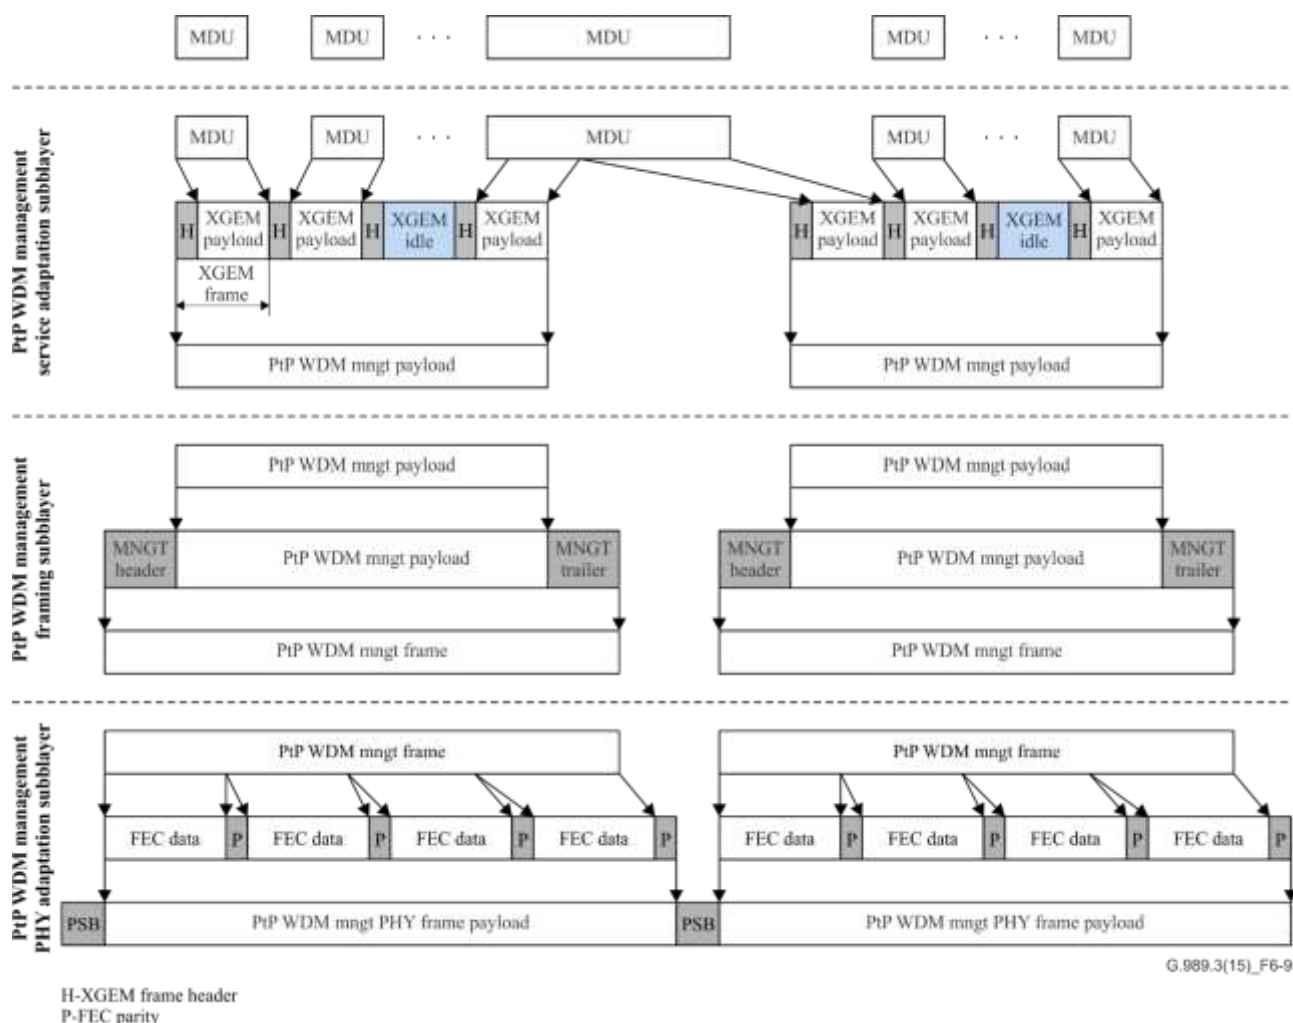 MDU MDU · · · MDU MDU · · · MDU
PtP WDM management
service adaptation subblayer
MDU MDU · · · MDU MDU · · · MDU
H XGEM payload H XGEM payload H XGEM idle H XGEM payload H XGEM payload H XGEM payload H XGEM idle H XGEM payload
XGEM
frame
PtP WDM mngt payload PtP WDM mngt payload
PtP WDM management
framing subblayer
PtP WDM mngt payload PtP WDM mngt payload
MNGT header PtP WDM mngt payload MNGT trailer MNGT header PtP WDM mngt payload MNGT trailer
PtP WDM mngt frame PtP WDM mngt frame
PtP WDM management
PHY adaptation subblayer
PtP WDM mngt frame PtP WDM mngt frame
FEC data P FEC data P FEC data P FEC data P FEC data P FEC data P FEC data P FEC data P
PSB PtP WDM mngt PHY frame payload PSB PtP WDM mngt PHY frame payload
G.989.3(15)_F6-9
H-XGEM frame header
P-FEC parity